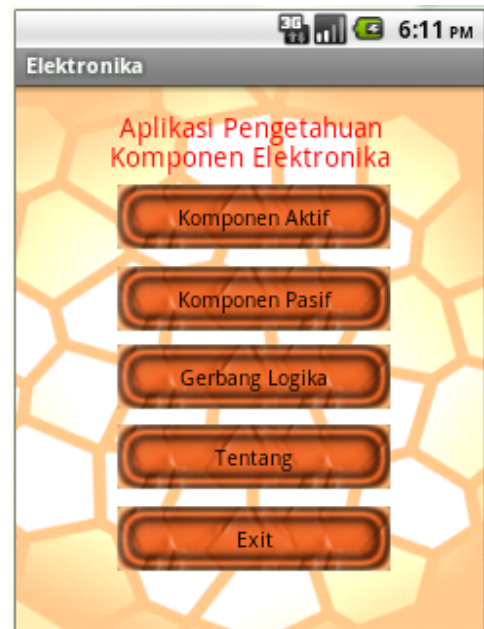 3G 6:11 PM
Elektronika
Aplikasi Pengetahuan
Komponen Elektronika
Komponen Aktif
Komponen Pasif
Gerbang Logika
Tentang
Exit